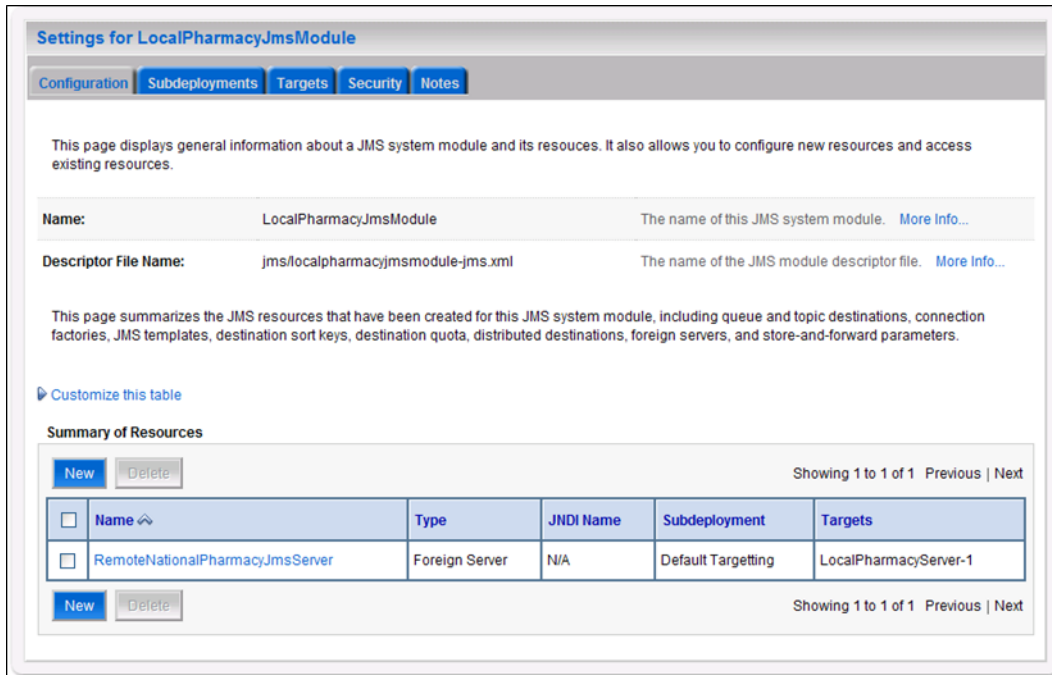 Settings for LocalPharmacyJmsModule
Configuration Subdeployments Targets Security Notes
This page displays general information about a JMS system module and its resouces. It also allows you to configure new resources and access
existing resources.
Name: LocalPharmacyJmsModule The name of this JMS system module. More Info...
Descriptor File Name: jms/localpharmacyjmsmodule-jms.xml The name of the JMS module descriptor file. More Info...
This page summarizes the JMS resources that have been created for this JMS system module, including queue and topic destinations, connection
factories, JMS templates, destination sort keys, destination quota, distributed destinations, foreign servers, and store-and-forward parameters.
Customize this table
Summary of Resources
New Delete Showing 1 to 1 of 1 Previous | Next
Name Type JNDI Name Subdeployment Targets
RemoteNationalPharmacyJmsServer Foreign Server N/A Default Targetting LocalPharmacyServer-1
New Delete Showing 1 to 1 of 1 Previous | Next